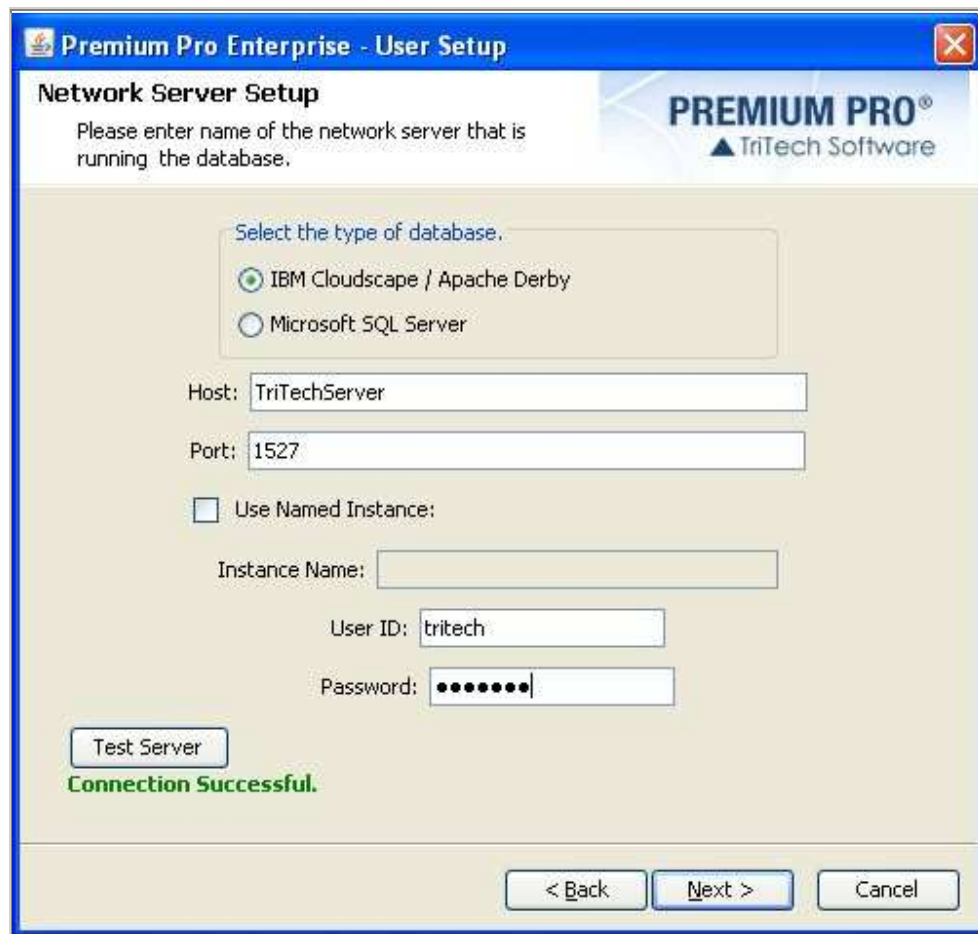 Premium Pro Enterprise - User Setup
Network Server Setup
Please enter name of the network server that is
running the database.
PREMIUM PRO®
TriTech Software
Select the type of database.
IBM Cloudscape / Apache Derby
Microsoft SQL Server
Host: TriTechServer
Port: 1527
Use Named Instance:
Instance Name:
User ID: tritech
Password: ●●●●●●●
Test Server
Connection Successful.
< Back Next > Cancel